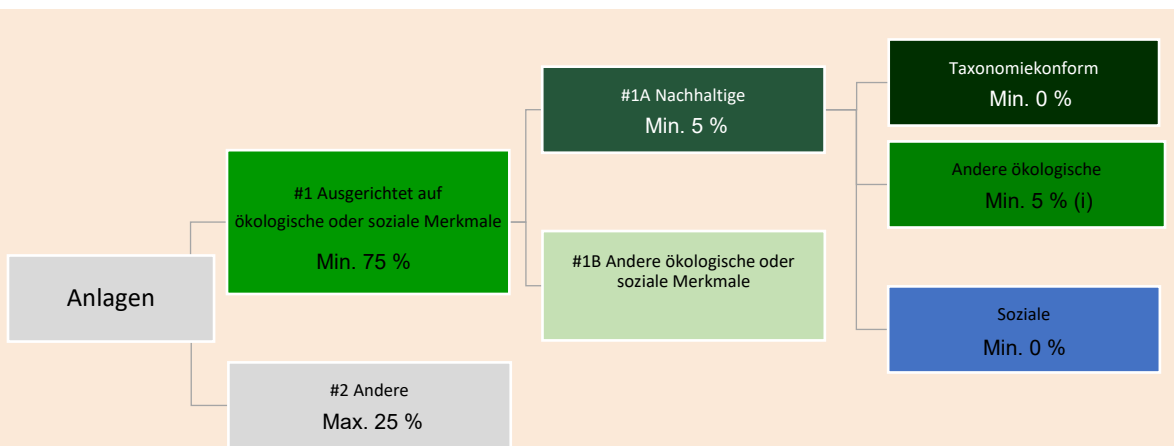 Anlagen
#1 Ausgerichtet auf
ökologische oder soziale Merkmale
Min. 75 %
#2 Andere
Max. 25 %
#1A Nachhaltige
Min. 5 %
#1B Andere ökologische oder
soziale Merkmale
Taxonomiekonform
Min. 0 %
Andere ökologische
Min. 5 % (i)
Soziale
Min. 0 %